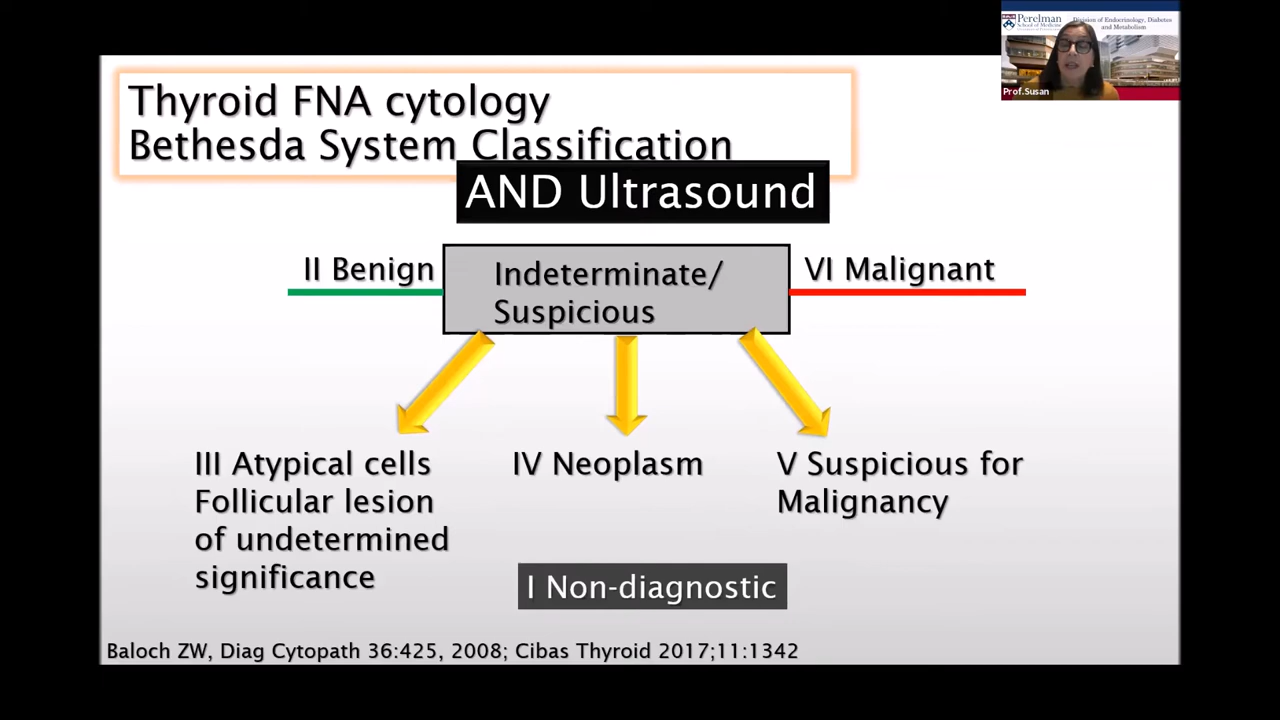 Perelman
School of Medicine
Division of Endocrinology, Diabetes
and Metabolism
Prof.Susan
Thyroid FNA cytology
Bethesda System Classification
AND Ultrasound
II Benign
Indeterminate/
Suspicious
VI Malignant
III Atypical cells
Follicular lesion
of undetermined
significance
IV Neoplasm
V Suspicious for
Malignancy
I Non-diagnostic
Baloch ZW, Diag Cytopath 36:425, 2008; Cibas Thyroid 2017;11:1342